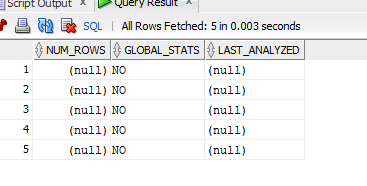 Script Output × Query Result ×
SQL | All Rows Fetched: 5 in 0.003 seconds
NUM_ROWS GLOBAL_STATS LAST_ANALYZED
1 (null) NO (null)
2 (null) NO (null)
3 (null) NO (null)
4 (null) NO (null)
5 (null) NO (null)